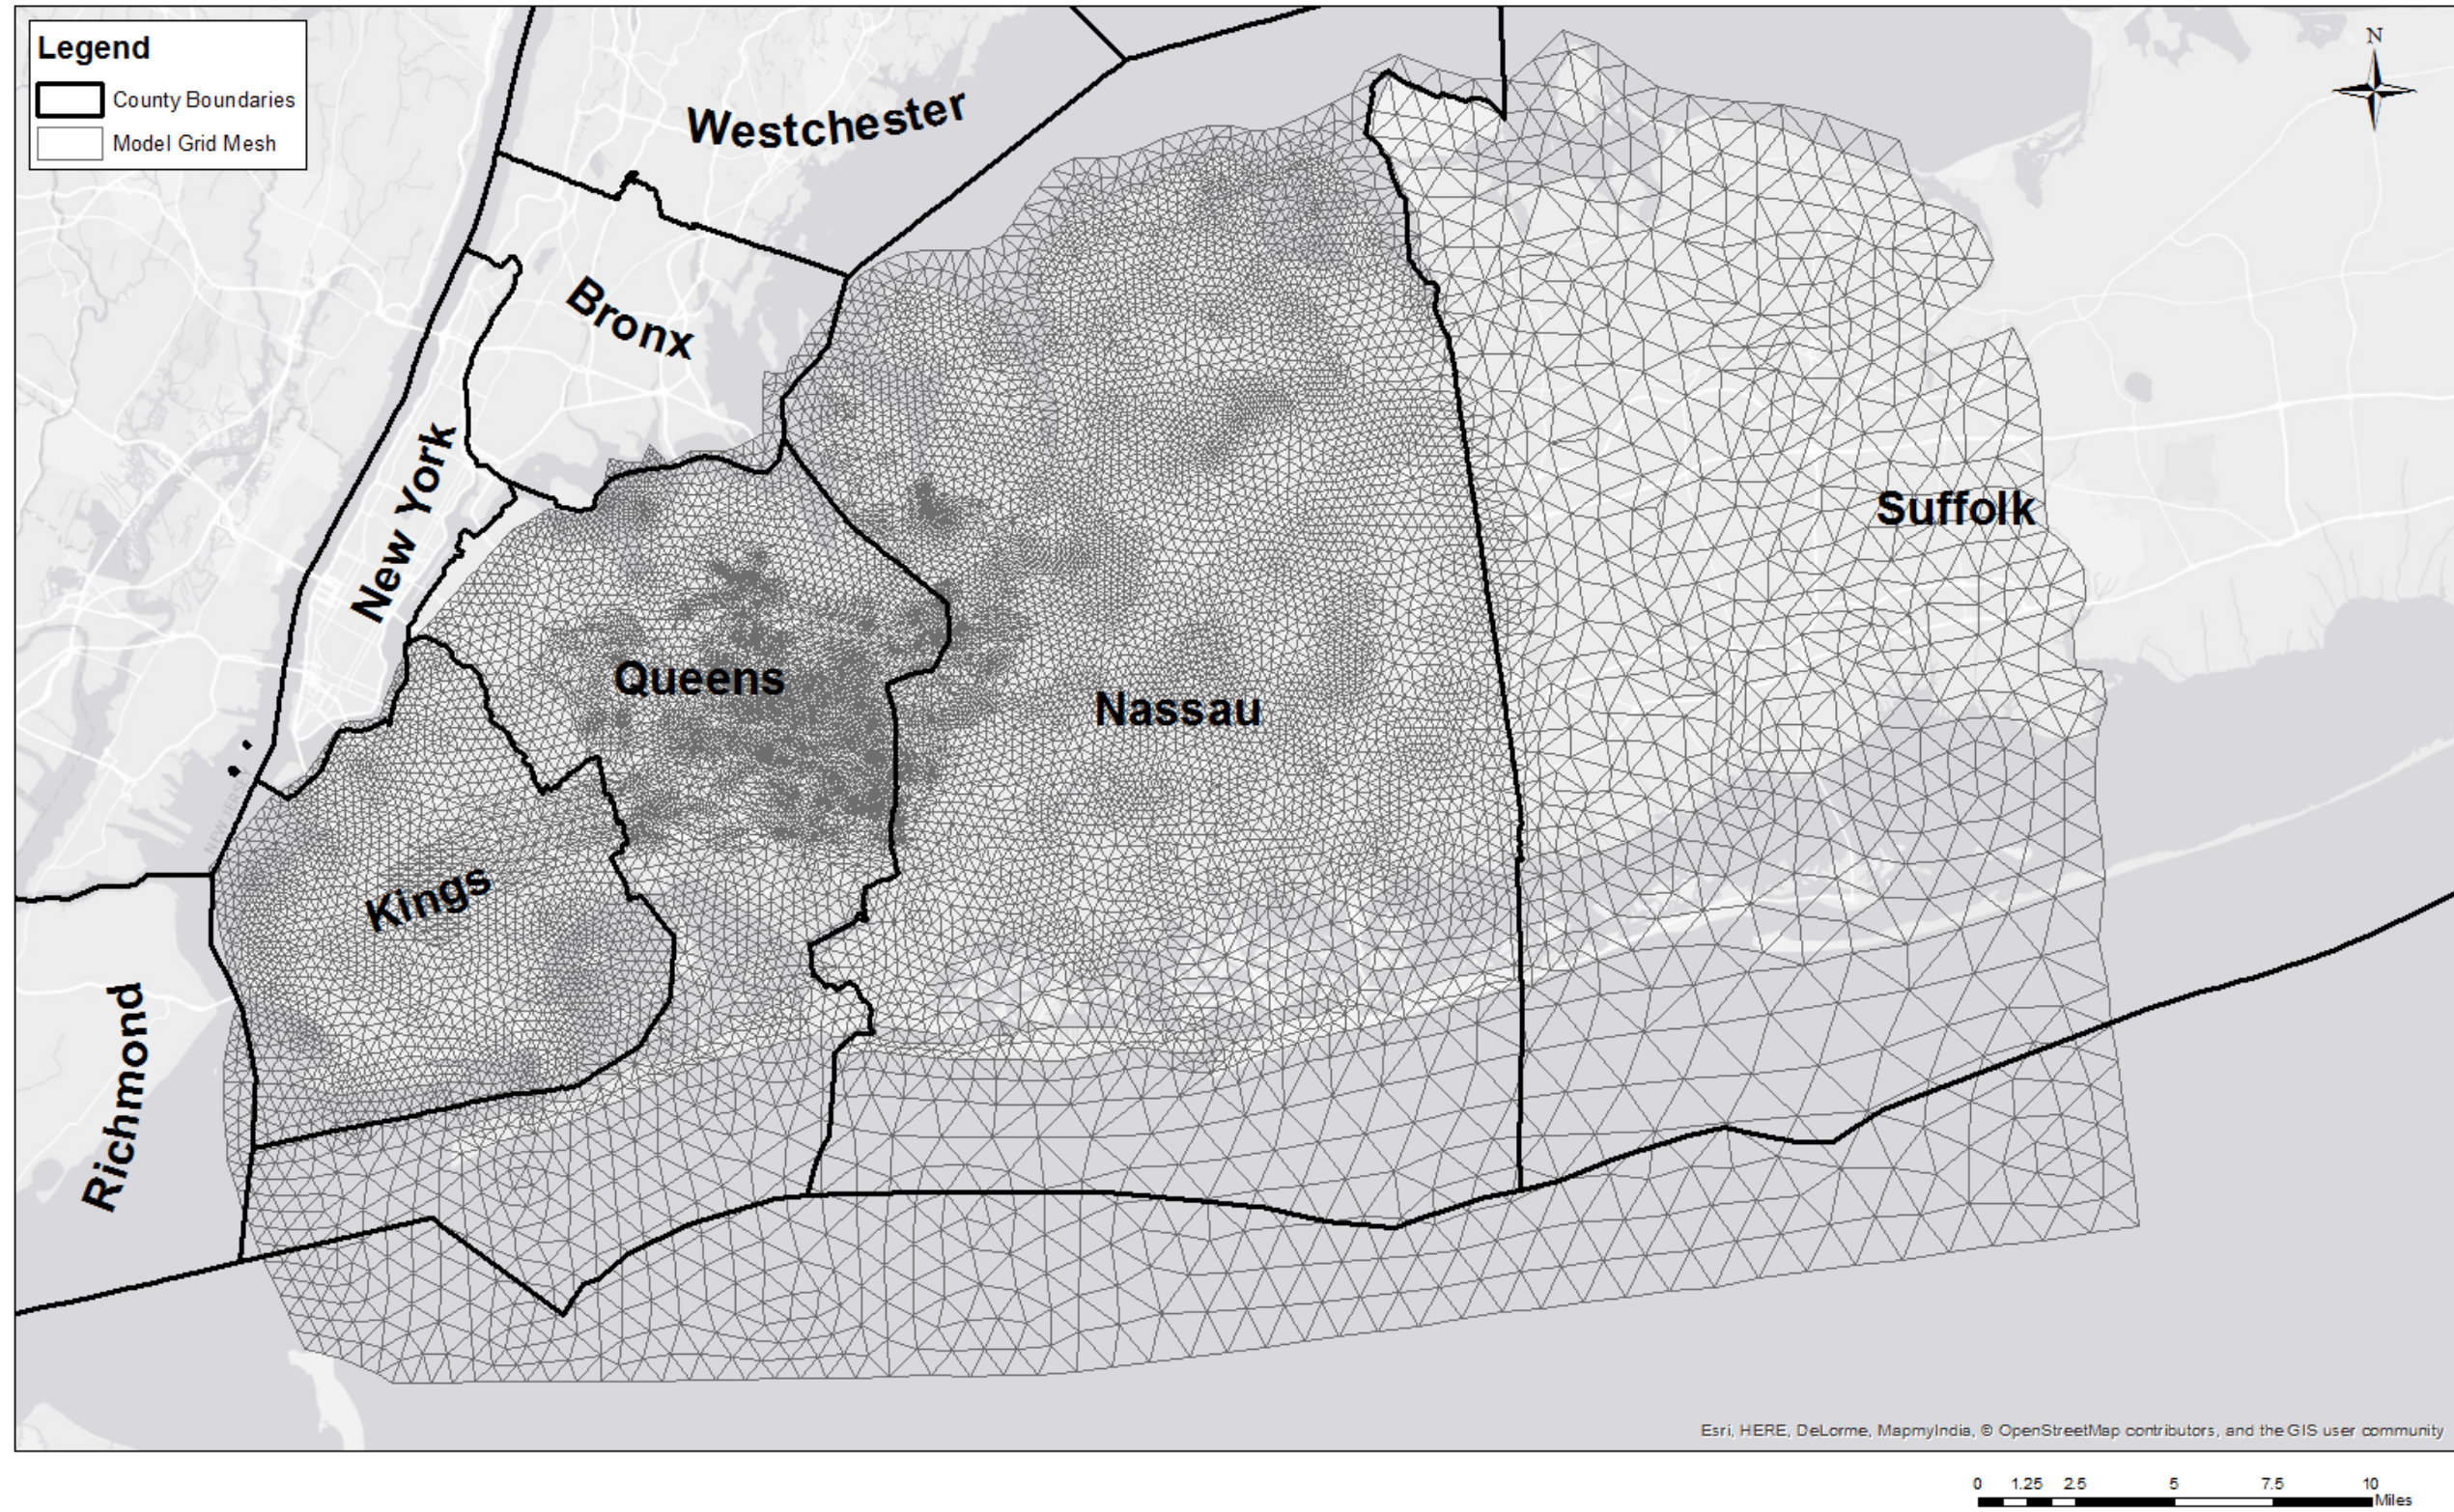 Legend
County Boundaries
Model Grid Mesh
N
Westchester
Bronx
New York
Suffolk
Queens
Nassau
Kings
Richmond
Esri, HERE, DeLorme, MapmyIndia, © OpenStreetMap contributors, and the GIS user community
0 1.25 2.5 5 7.5 10
Miles